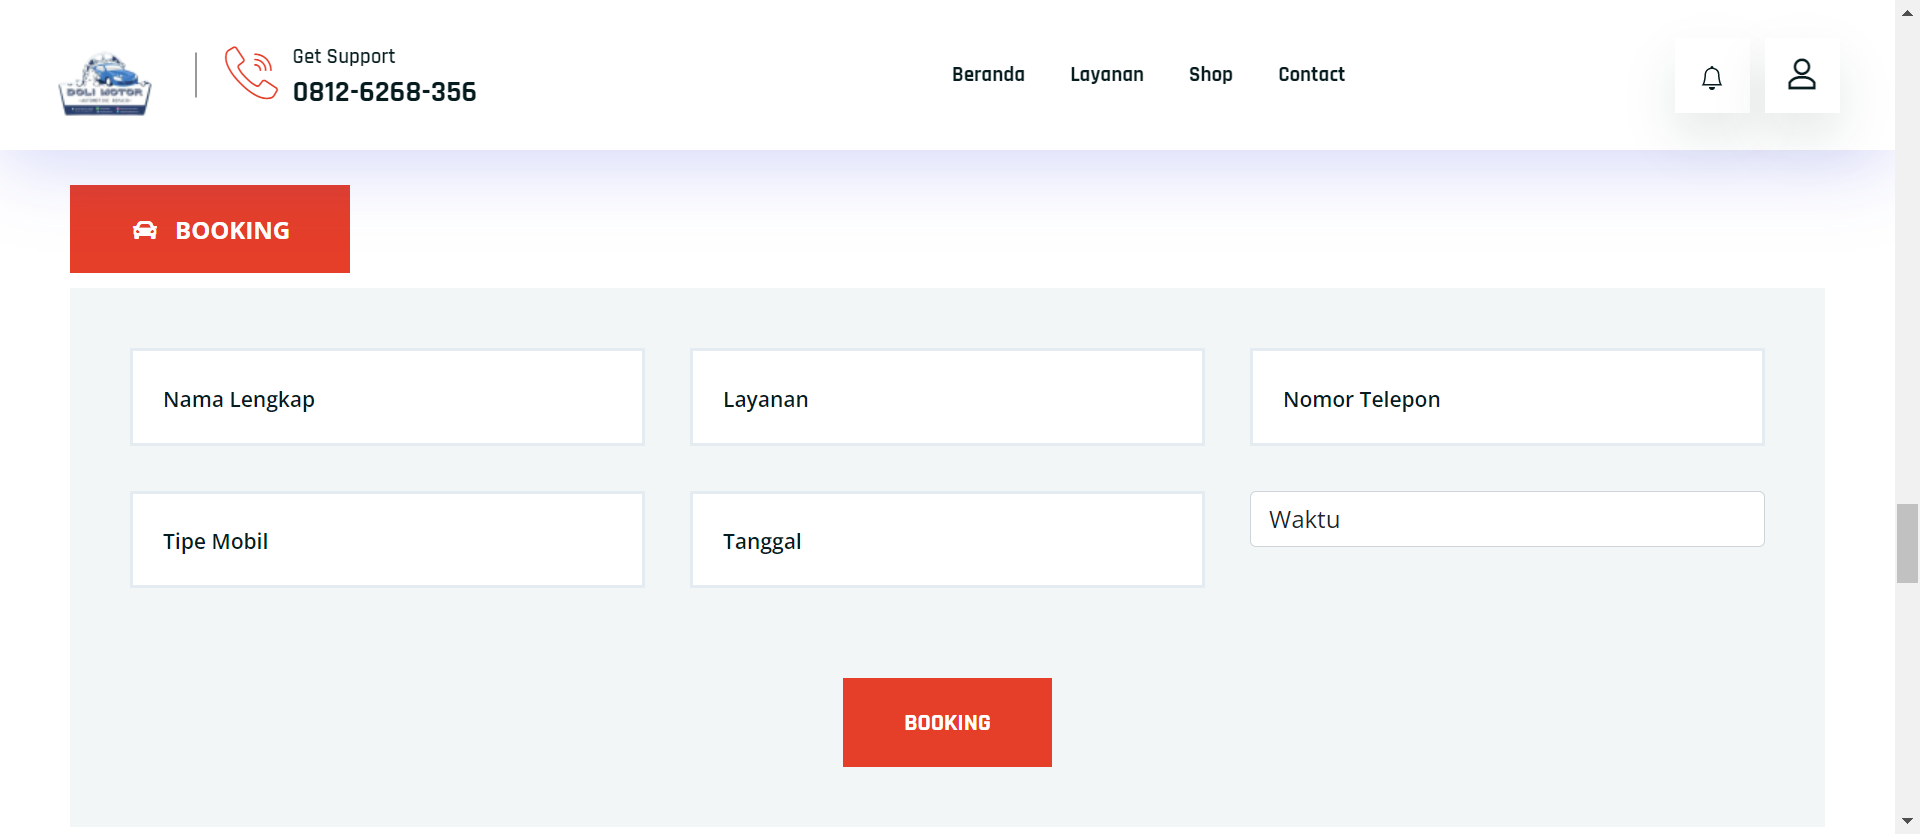 DOLI MOTOR
Get Support
0812-6268-356
Beranda
Layanan
Shop
Contact
BOOKING
Nama Lengkap
Layanan
Nomor Telepon
Tipe Mobil
Tanggal
Waktu
BOOKING